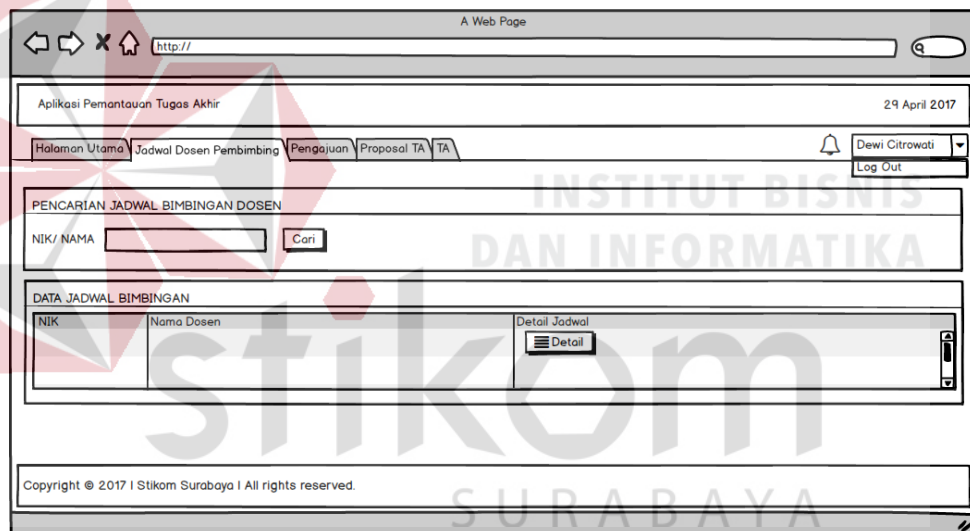 A Web Page
http://
Aplikasi Pemantauan Tugas Akhir 29 April 2017
Halaman Utama Jadwal Dosen Pembimbing Pengajuan Proposal TA TA Dewi Citrowati
Log Out
INSTITUT BISNIS
PENCARIAN JADWAL BIMBINGAN DOSEN
NIK/ NAMA Cari
DAN INFORMATIKA
DATA JADWAL BIMBINGAN
NIK Nama Dosen Detail Jadwal
Detail
stikom
Copyright © 2017 | Stikom Surabaya | All rights reserved.
SURABAYA